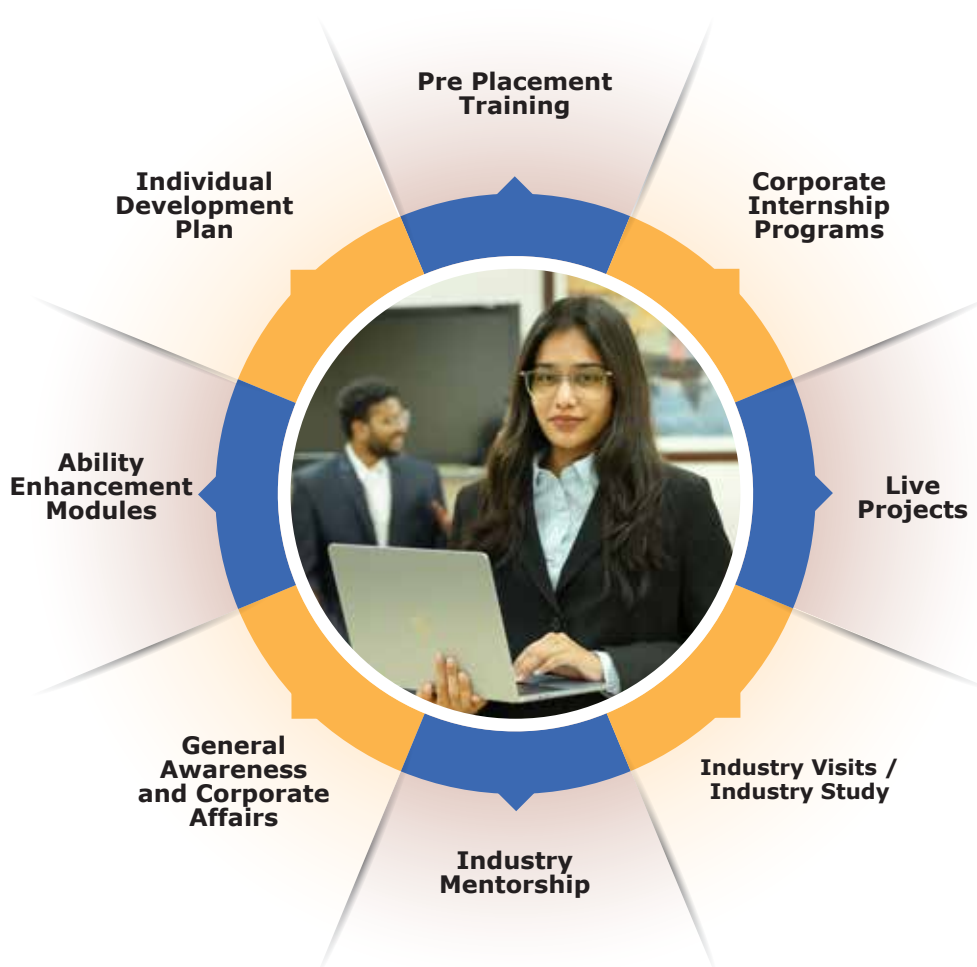 Pre Placement
Training
Corporate
Internship
Programs
Live
Projects
Industry Visits /
Industry Study
Industry
Mentorship
General
Awareness
and Corporate
Affairs
Ability
Enhancement
Modules
Individual
Development
Plan